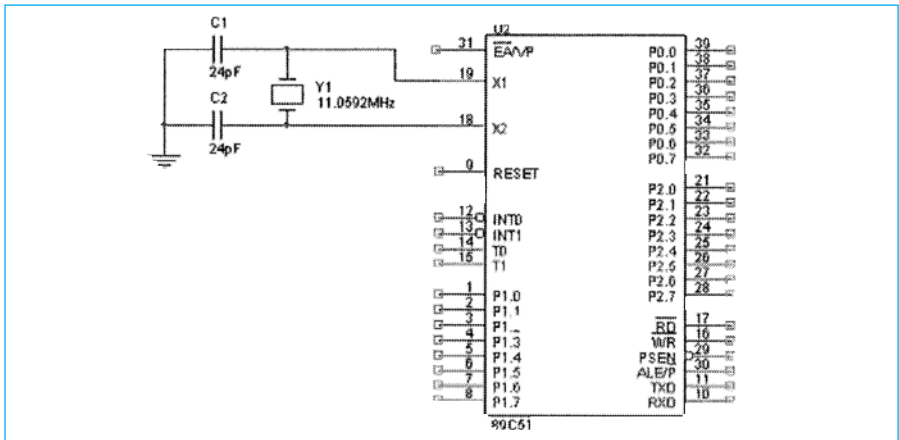 C1
24pF
C2
24pF
Y1
11.0592MHz
U2
31 EA/VP
19 X1
18 X2
9 RESET
12 INT0
13 INT1
14 T0
15 T1
1 P1.0
2 P1.1
3 P1.
4 P1.3
5 P1.4
6 P1.5
7 P1.6
8 P1.7
P0.0 39
P0.1 38
P0.2 37
P0.3 36
P0.4 35
P0.5 34
P0.6 33
P0.7 32
P2.0 21
P2.1 22
P2.2 23
P2.3 24
P2.4 25
P2.5 26
P2.6 27
P2.7 28
RD 17
WR 16
PSEN 29
ALE/P 30
TXD 11
RXD 10
89C51